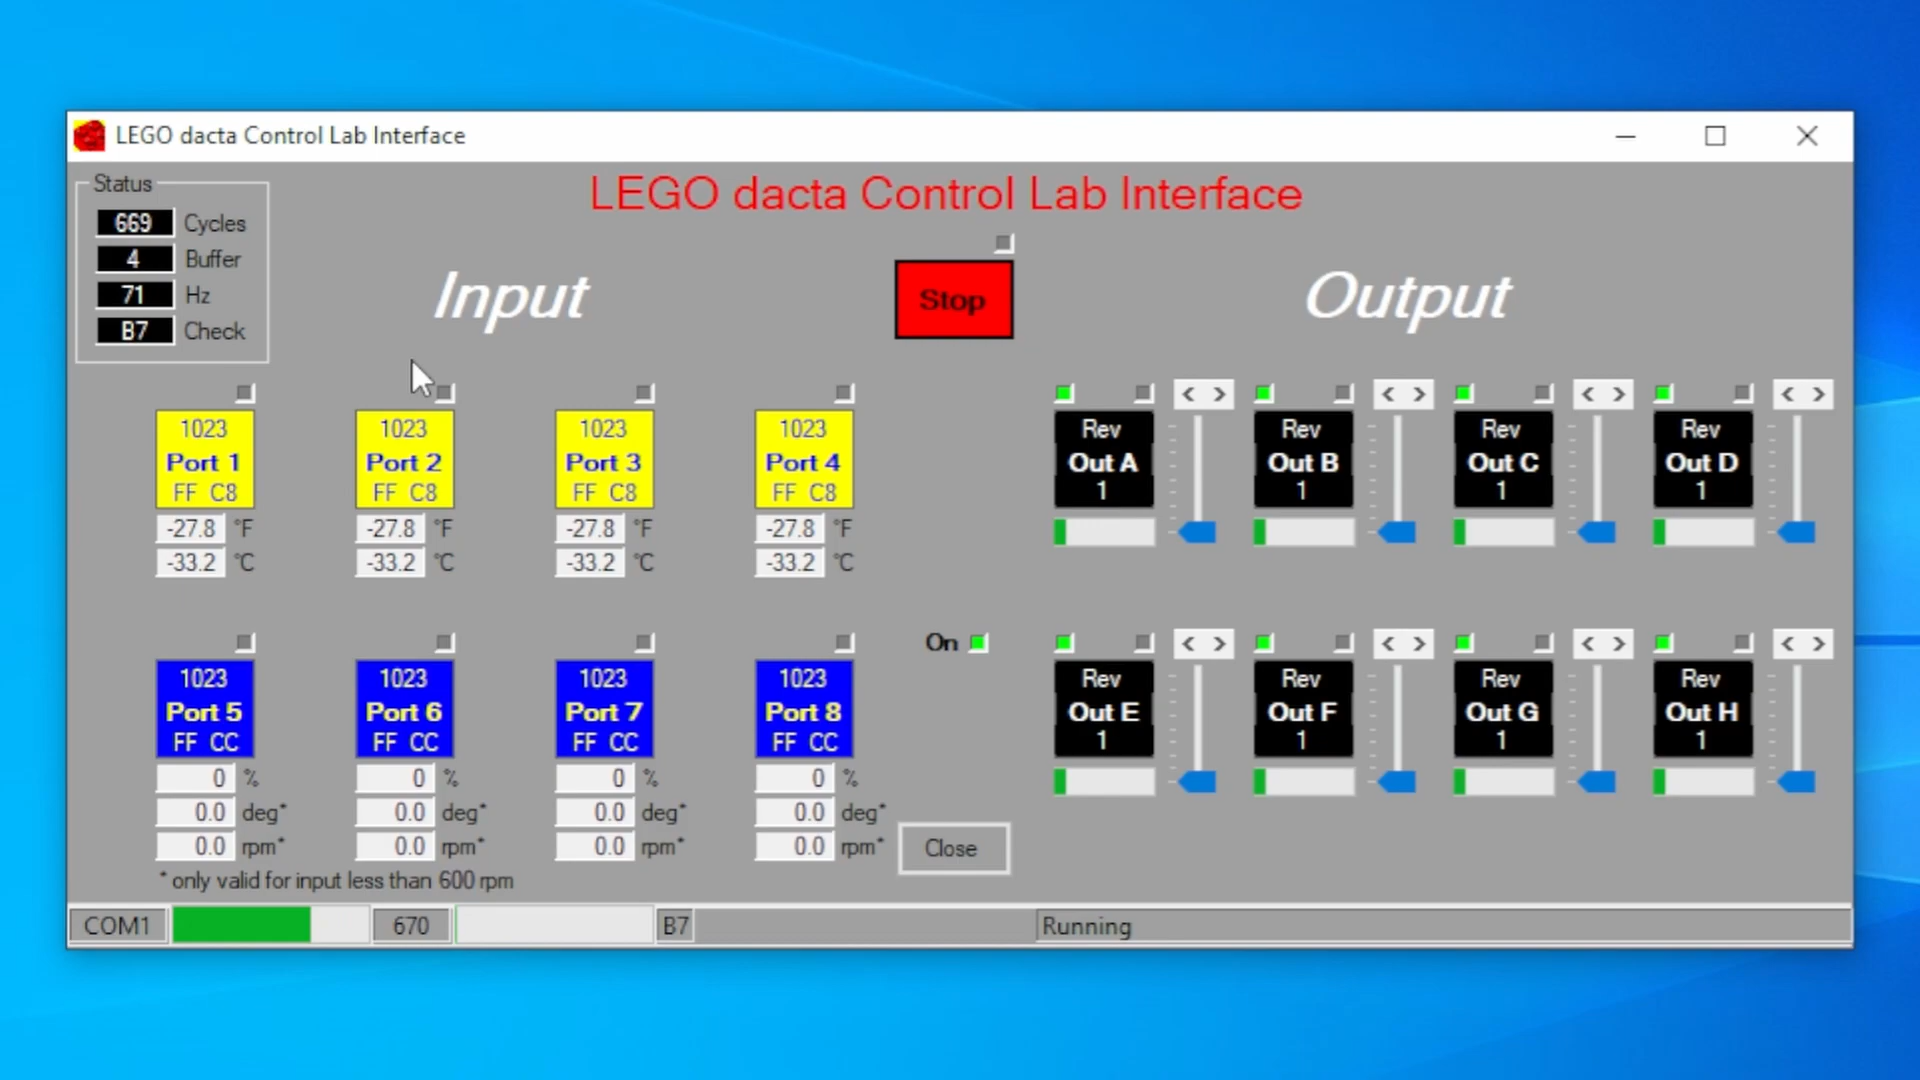 LEGO dacta Control Lab Interface
LEGO dacta Control Lab Interface
Status
669 Cycles
4 Buffer
71 Hz
B7 Check
Input
Stop
Output
1023
Port 1
FF C8
-27.8 °F
-33.2 °C
1023
Port 2
FF C8
-27.8 °F
-33.2 °C
1023
Port 3
FF C8
-27.8 °F
-33.2 °C
1023
Port 4
FF C8
-27.8 °F
-33.2 °C
Rev
Out A
1
Rev
Out B
1
Rev
Out C
1
Rev
Out D
1
1023
Port 5
FF CC
0 %
0.0 deg*
0.0 rpm*
1023
Port 6
FF CC
0 %
0.0 deg*
0.0 rpm*
1023
Port 7
FF CC
0 %
0.0 deg*
0.0 rpm*
1023
Port 8
FF CC
0 %
0.0 deg*
0.0 rpm*
* only valid for input less than 600 rpm
On
Close
Rev
Out E
1
Rev
Out F
1
Rev
Out G
1
Rev
Out H
1
COM1 670 B7 Running